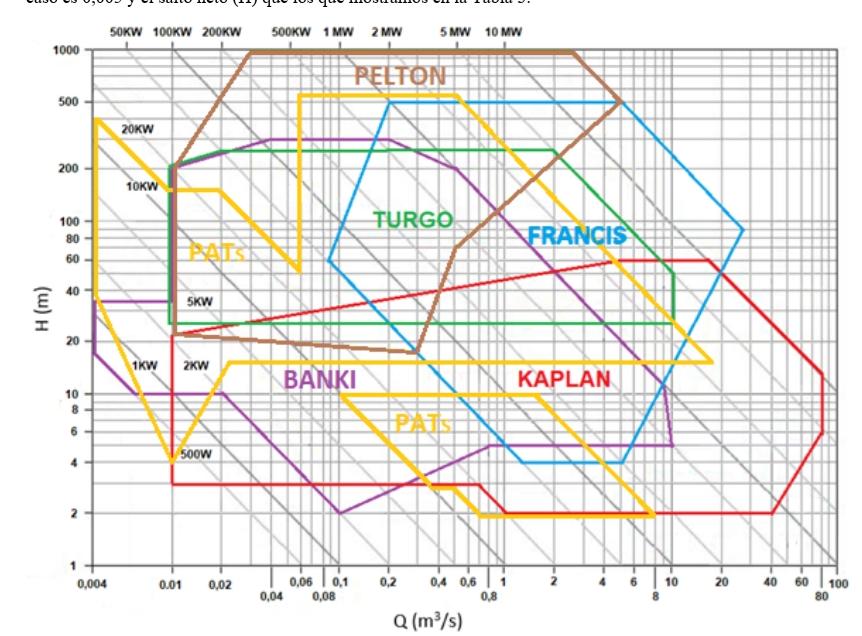 caso es 0,005 y el salto neto (H) que los que mostramos en la Tabla 3.
50KW 100KW 200KW 500KW 1 MW 2 MW 5 MW 10 MW
1000
PELTON
500
20KW
200
10KW
100
TURGO
FRANCIS
80
PATs
60
H (m)
40
5KW
20
1KW 2KW
BANKI KAPLAN
10
8
PATs
6
500W
4
2
1
0,004 0.01 0,02 0,06 0,1 0,2 0,4 0,6 1 2 4 6 10 20 40 60 100
0,04 0,08 0,8 8 80
Q (m³/s)